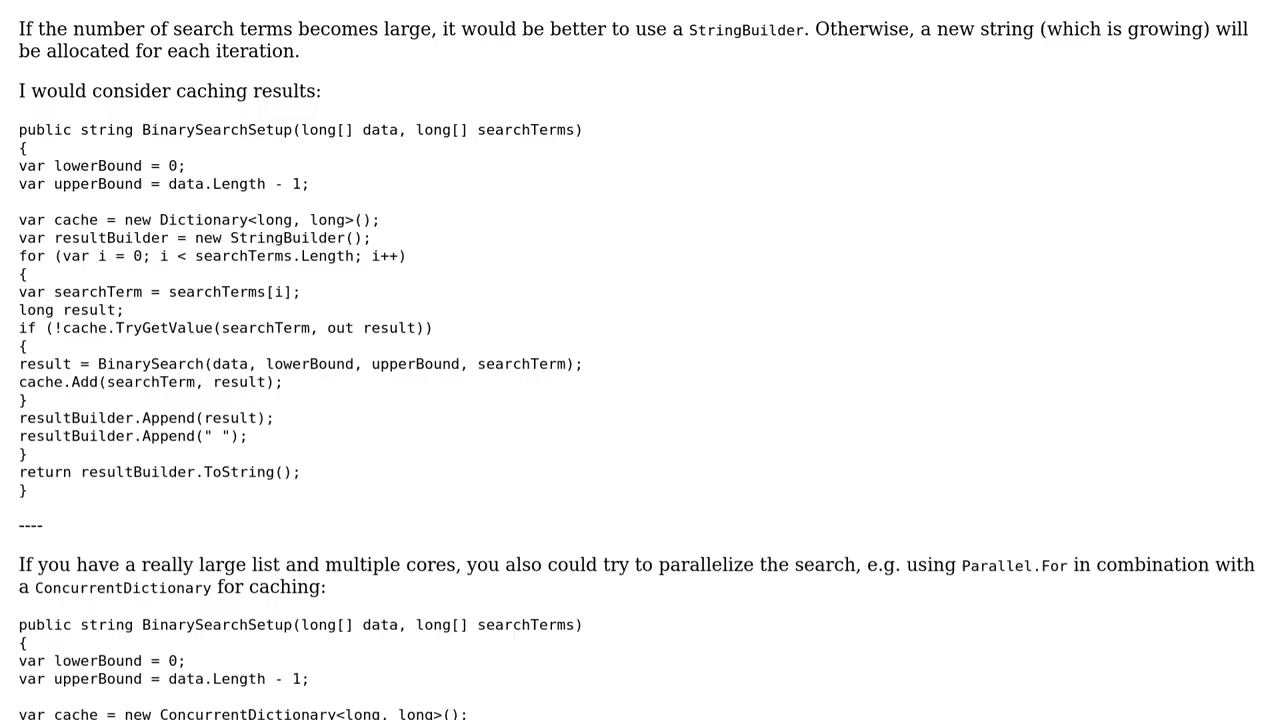 If the number of search terms becomes large, it would be better to use a StringBuilder. Otherwise, a new string (which is growing) will
be allocated for each iteration.
I would consider caching results:
public string BinarySearchSetup(long[] data, long[] searchTerms)
{
var lowerBound = 0;
var upperBound = data.Length - 1;
var cache = new Dictionary<long, long>();
var resultBuilder = new StringBuilder();
for (var i = 0; i < searchTerms.Length; i++)
{
var searchTerm = searchTerms[i];
long result;
if (!cache.TryGetValue(searchTerm, out result))
{
result = BinarySearch(data, lowerBound, upperBound, searchTerm);
cache.Add(searchTerm, result);
}
resultBuilder.Append(result);
resultBuilder.Append(" ");
}
return resultBuilder.ToString();
}
----
If you have a really large list and multiple cores, you also could try to parallelize the search, e.g. using Parallel.For in combination with
a ConcurrentDictionary for caching:
public string BinarySearchSetup(long[] data, long[] searchTerms)
{
var lowerBound = 0;
var upperBound = data.Length - 1;
var cache = new ConcurrentDictionary<long, long>();